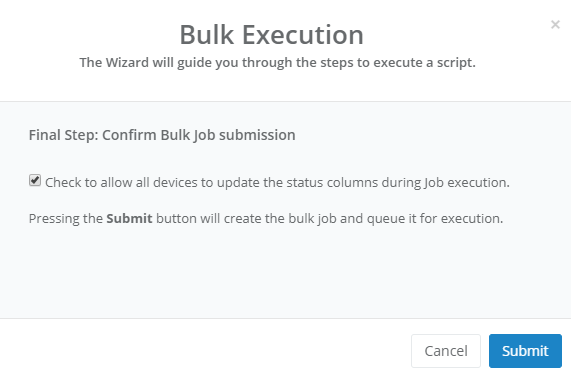 ×
Bulk Execution
The Wizard will guide you through the steps to execute a script.
Final Step: Confirm Bulk Job submission
Check to allow all devices to update the status columns during Job execution.
Pressing the Submit button will create the bulk job and queue it for execution.
Cancel Submit